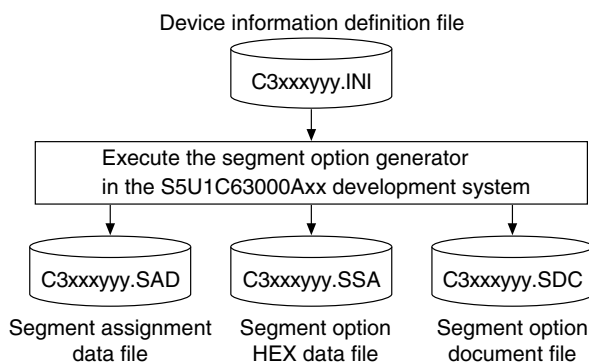 Device information definition file
C3xxxyyy.INI
Execute the segment option generator
in the S5U1C63000Axx development system
C3xxxyyy.SAD
C3xxxyyy.SSA
C3xxxyyy.SDC
Segment assignment
data file
Segment option
HEX data file
Segment option
document file